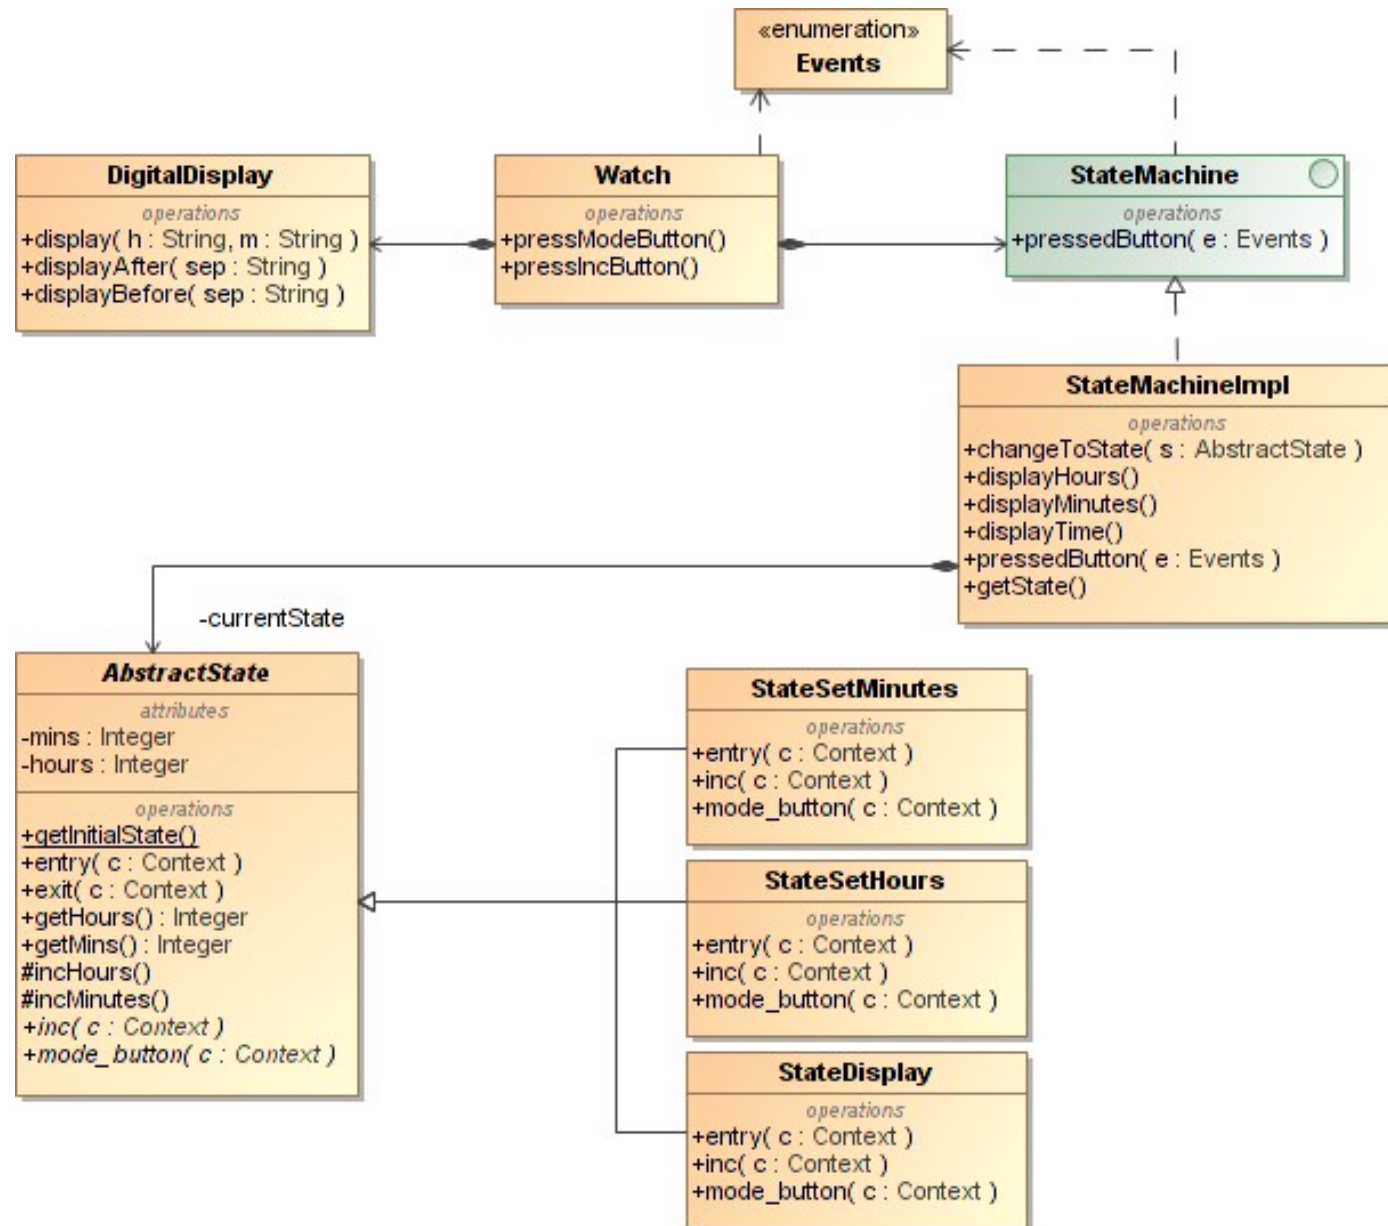 «enumeration»
Events
DigitalDisplay
operations
+display( h : String, m : String )
+displayAfter( sep : String )
+displayBefore( sep : String )
Watch
operations
+pressModeButton()
+pressIncButton()
StateMachine
operations
+pressedButton( e : Events )
StateMachineImpl
operations
+changeToState( s : AbstractState )
+displayHours()
+displayMinutes()
+displayTime()
+pressedButton( e : Events )
+getState()
-currentState
AbstractState
attributes
-mins : Integer
-hours : Integer
operations
+getInitialState()
+entry( c : Context )
+exit( c : Context )
+getHours() : Integer
+getMins() : Integer
#incHours()
#incMinutes()
+inc( c : Context )
+mode_button( c : Context )
StateSetMinutes
operations
+entry( c : Context )
+inc( c : Context )
+mode_button( c : Context )
StateSetHours
operations
+entry( c : Context )
+inc( c : Context )
+mode_button( c : Context )
StateDisplay
operations
+entry( c : Context )
+inc( c : Context )
+mode_button( c : Context )